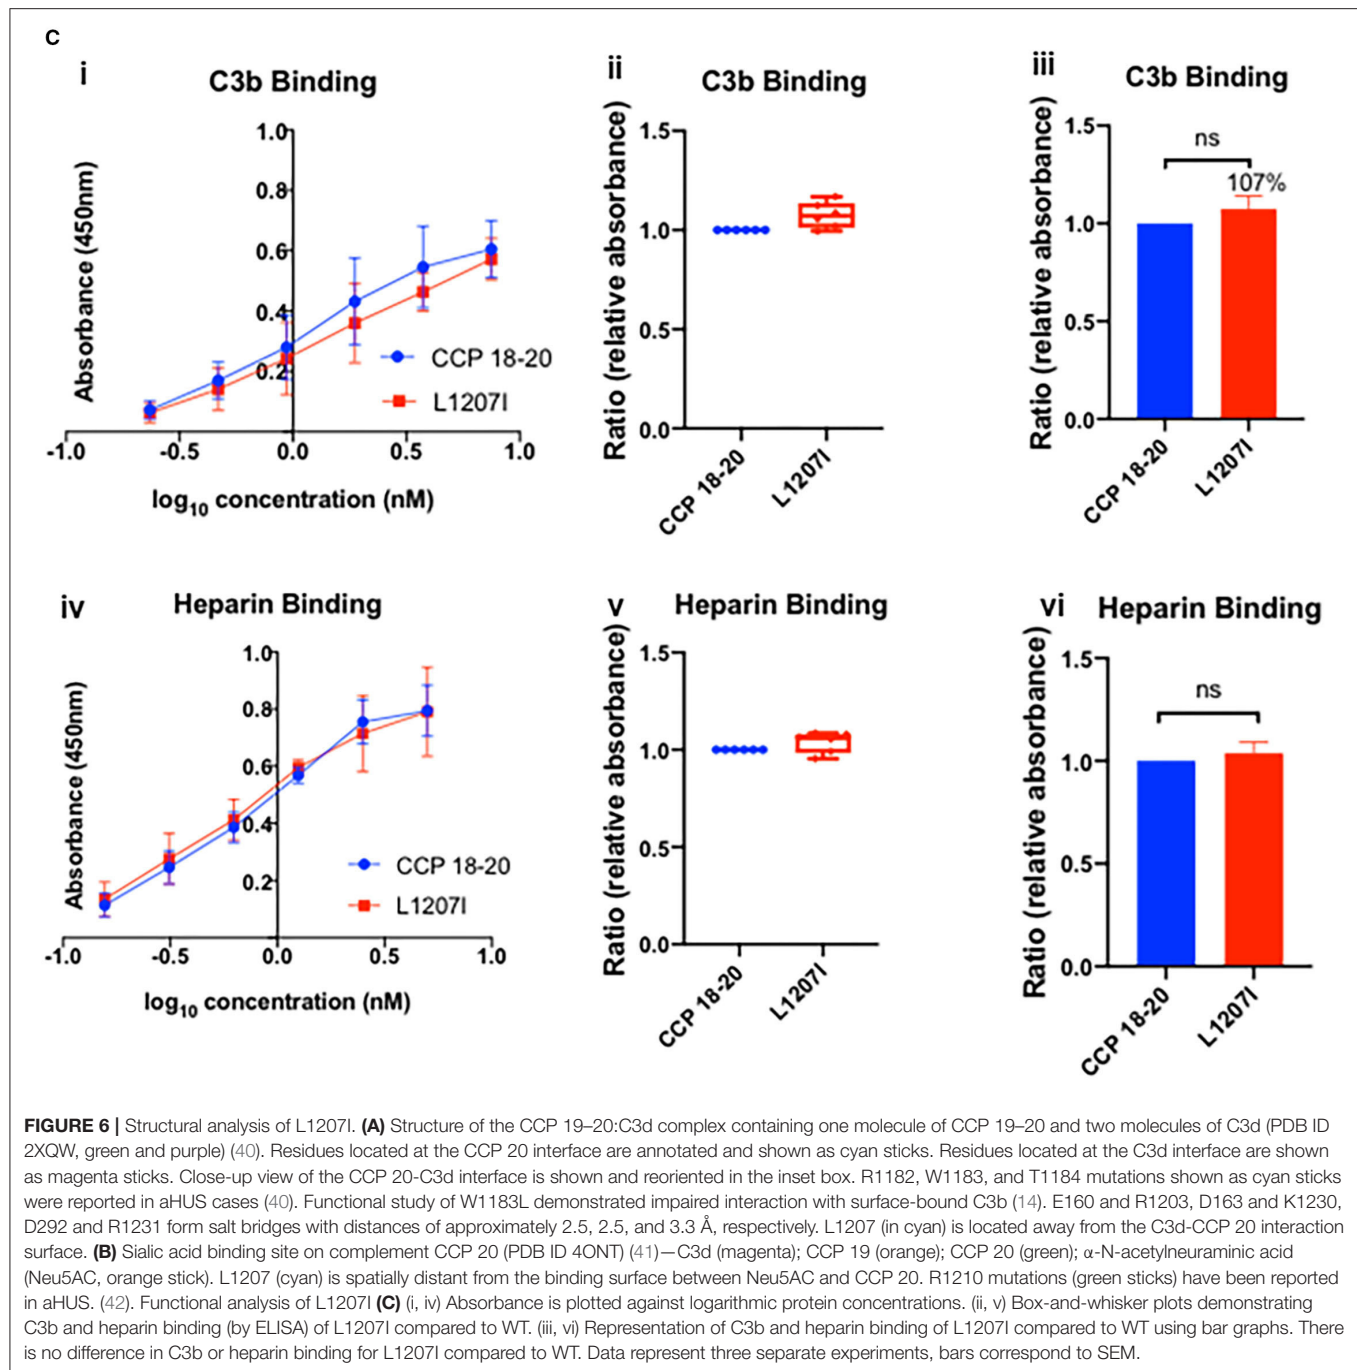 C
i
C3b Binding
Absorbance (450nm)
1.0
0.8
0.6
0.4
0.2
-1.0 -0.5 0.0 0.5 1.0
CCP 18-20
L1207I
log10 concentration (nM)
ii
C3b Binding
Ratio (relative absorbance)
1.5
1.0
0.5
0.0
CCP 18-20
L1207I
iii
C3b Binding
Ratio (relative absorbance)
1.5
1.0
0.5
0.0
ns
107%
CCP 18-20
L1207I
iv
Heparin Binding
Absorbance (450nm)
1.0
0.8
0.6
0.4
0.2
-1.0 -0.5 0.0 0.5 1.0
CCP 18-20
L1207I
log10 concentration (nM)
v
Heparin Binding
Ratio (relative absorbance)
1.5
1.0
0.5
0.0
CCP 18-20
L1207I
vi
Heparin Binding
Ratio (relative absorbance)
1.5
1.0
0.5
0.0
ns
CCP 18-20
L1207I
FIGURE 6 | Structural analysis of L1207I. (A) Structure of the CCP 19–20:C3d complex containing one molecule of CCP 19–20 and two molecules of C3d (PDB ID
2XQW, green and purple) (40). Residues located at the CCP 20 interface are annotated and shown as cyan sticks. Residues located at the C3d interface are shown
as magenta sticks. Close-up view of the CCP 20-C3d interface is shown and reoriented in the inset box. R1182, W1183, and T1184 mutations shown as cyan sticks
were reported in aHUS cases (40). Functional study of W1183L demonstrated impaired interaction with surface-bound C3b (14). E160 and R1203, D163 and K1230,
D292 and R1231 form salt bridges with distances of approximately 2.5, 2.5, and 3.3 Å, respectively. L1207 (in cyan) is located away from the C3d-CCP 20 interaction
surface. (B) Sialic acid binding site on complement CCP 20 (PDB ID 4ONT) (41)—C3d (magenta); CCP 19 (orange); CCP 20 (green); α-N-acetylneuraminic acid
(Neu5AC, orange stick). L1207 (cyan) is spatially distant from the binding surface between Neu5AC and CCP 20. R1210 mutations (green sticks) have been reported
in aHUS. (42). Functional analysis of L1207I (C) (i, iv) Absorbance is plotted against logarithmic protein concentrations. (ii, v) Box-and-whisker plots demonstrating
C3b and heparin binding (by ELISA) of L1207I compared to WT. (iii, vi) Representation of C3b and heparin binding of L1207I compared to WT using bar graphs. There
is no difference in C3b or heparin binding for L1207I compared to WT. Data represent three separate experiments, bars correspond to SEM.